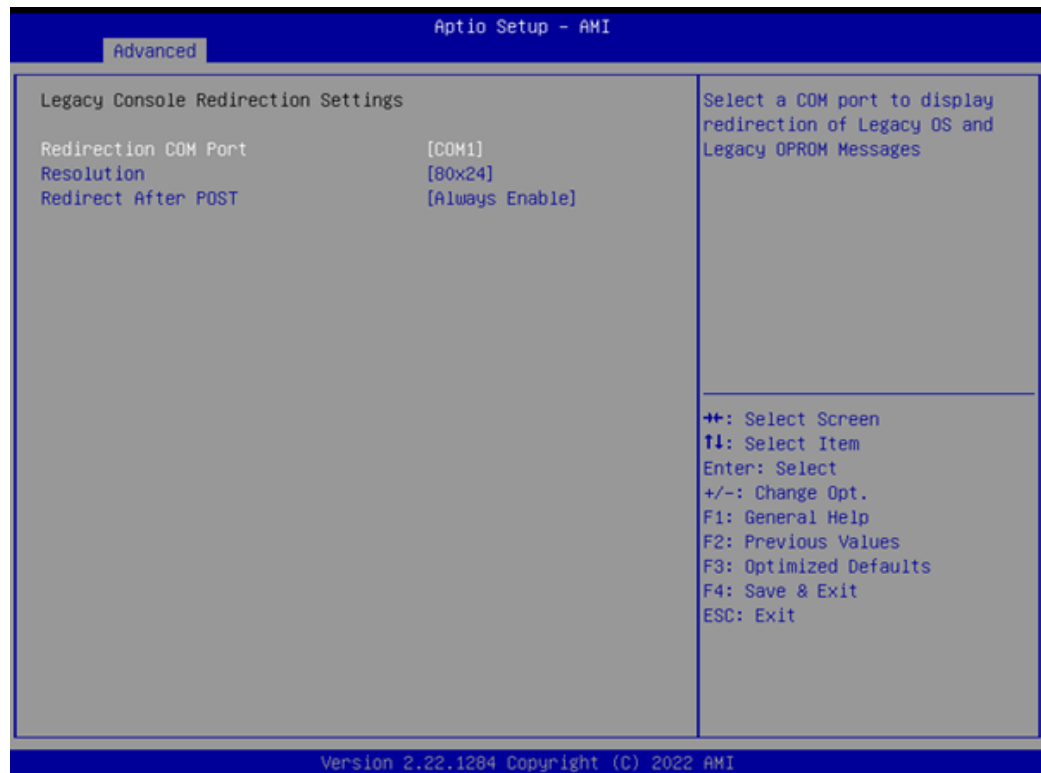 Aptio Setup - AMI
Advanced
Legacy Console Redirection Settings
Redirection COM Port [COM1]
Resolution [80x24]
Redirect After POST [Always Enable]
Select a COM port to display
redirection of Legacy OS and
Legacy OPROM Messages
→←: Select Screen
↑↓: Select Item
Enter: Select
+/-: Change Opt.
F1: General Help
F2: Previous Values
F3: Optimized Defaults
F4: Save & Exit
ESC: Exit
Version 2.22.1284 Copyright (C) 2022 AMI